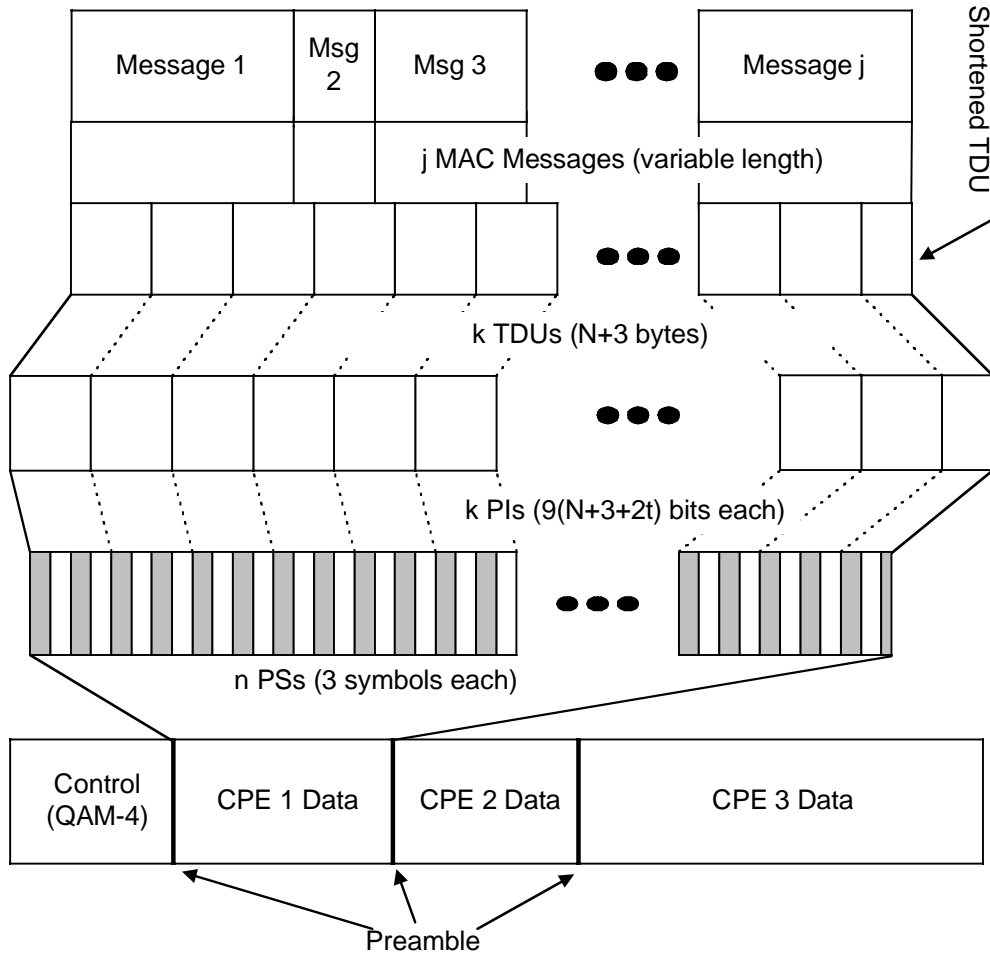 Message 1
Msg
2
Msg 3
Message j
Shortened TDU
j MAC Messages (variable length)
k TDUs (N+3 bytes)
k PIs (9(N+3+2t) bits each)
n PSs (3 symbols each)
Control
(QAM-4)
CPE 1 Data
CPE 2 Data
CPE 3 Data
Preamble